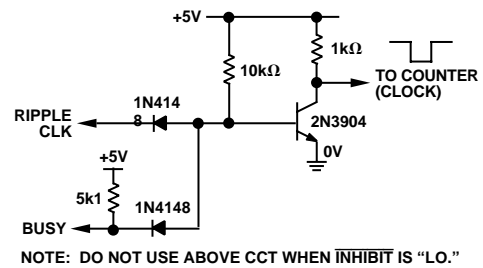 +5V
1kΩ
10kΩ
TO COUNTER
(CLOCK)
1N414
8
RIPPLE
CLK
2N3904
0V
+5V
5k1
1N4148
BUSY
NOTE: DO NOT USE ABOVE CCT WHEN INHIBIT IS “LO.”